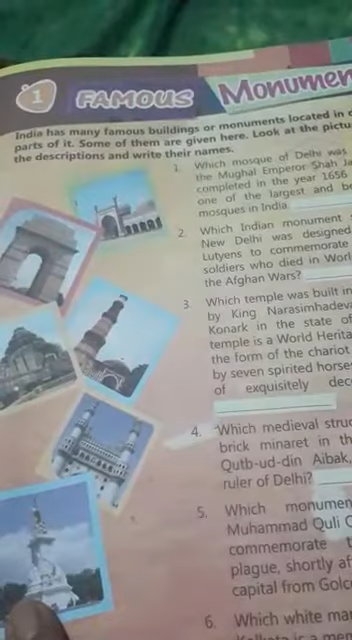 1 FAMOUS Monumen
India has many famous buildings or monuments located in
parts of it. Some of them are given here. Look at the pictu
the descriptions and write their names.
1. Which mosque of Delhi was
the Mughal Emperor Shah Ja
completed in the year 1656
one of the largest and be
mosques in India.
2. Which Indian monument
New Delhi was designed
Lutyens to commemorate
soldiers who died in Worl
the Afghan Wars?
3. Which temple was built in
by King Narasimhadeva
Konark in the state of
temple is a World Herita
the form of the chariot
by seven spirited horse
of exquisitely dec
4. Which medieval struc
brick minaret in th
Qutb-ud-din Aibak,
ruler of Delhi?
5. Which monumen
Muhammad Quli Q
commemorate t
plague, shortly af
capital from Golc
6. Which white mar